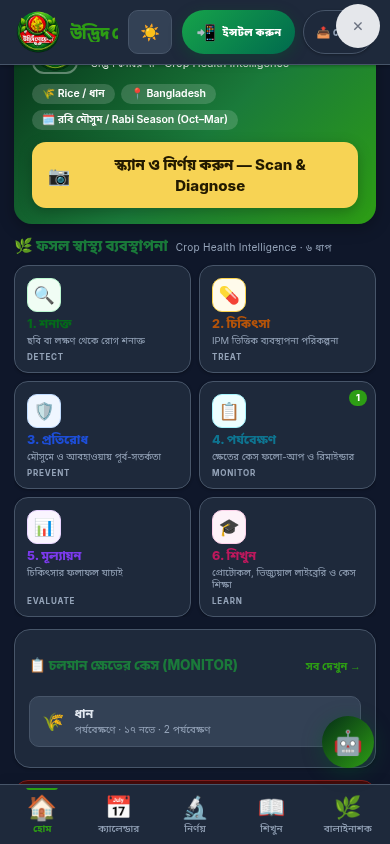 উদ্ভিদ
ইন্সটল করুন
Crop Health Intelligence
Rice / ধান
Bangladesh
রবি মৌসুম / Rabi Season (Oct–Mar)
স্ক্যান ও নির্ণয় করুন — Scan & Diagnose
ফসল স্বাস্থ্য ব্যবস্থাপনা Crop Health Intelligence · ৬ ধাপ
1. শনাক্ত
ছবি বা লক্ষণ থেকে রোগ শনাক্ত
DETECT
2. চিকিৎসা
IPM ভিত্তিক ব্যবস্থাপনা পরিকল্পনা
TREAT
3. প্রতিরোধ
মৌসুমে ও আবহাওয়ায় পূর্ব-সতর্কতা
PREVENT
1
4. পর্যবেক্ষণ
ক্ষেতের কেস ফলো-আপ ও রিমাইন্ডার
MONITOR
5. মূল্যায়ন
চিকিৎসার ফলাফল যাচাই
EVALUATE
6. শিখুন
প্রোটোকল, ভিজ্যুয়াল লাইব্রেরি ও কেস শিক্ষা
LEARN
চলমান ক্ষেতের কেস (MONITOR)
সব দেখুন →
ধান
পর্যবেক্ষণে · ১৭ নভে · 2 পর্যবেক্ষণ
হোম
ক্যালেন্ডার
নির্ণয়
শিখুন
বালাইনাশক